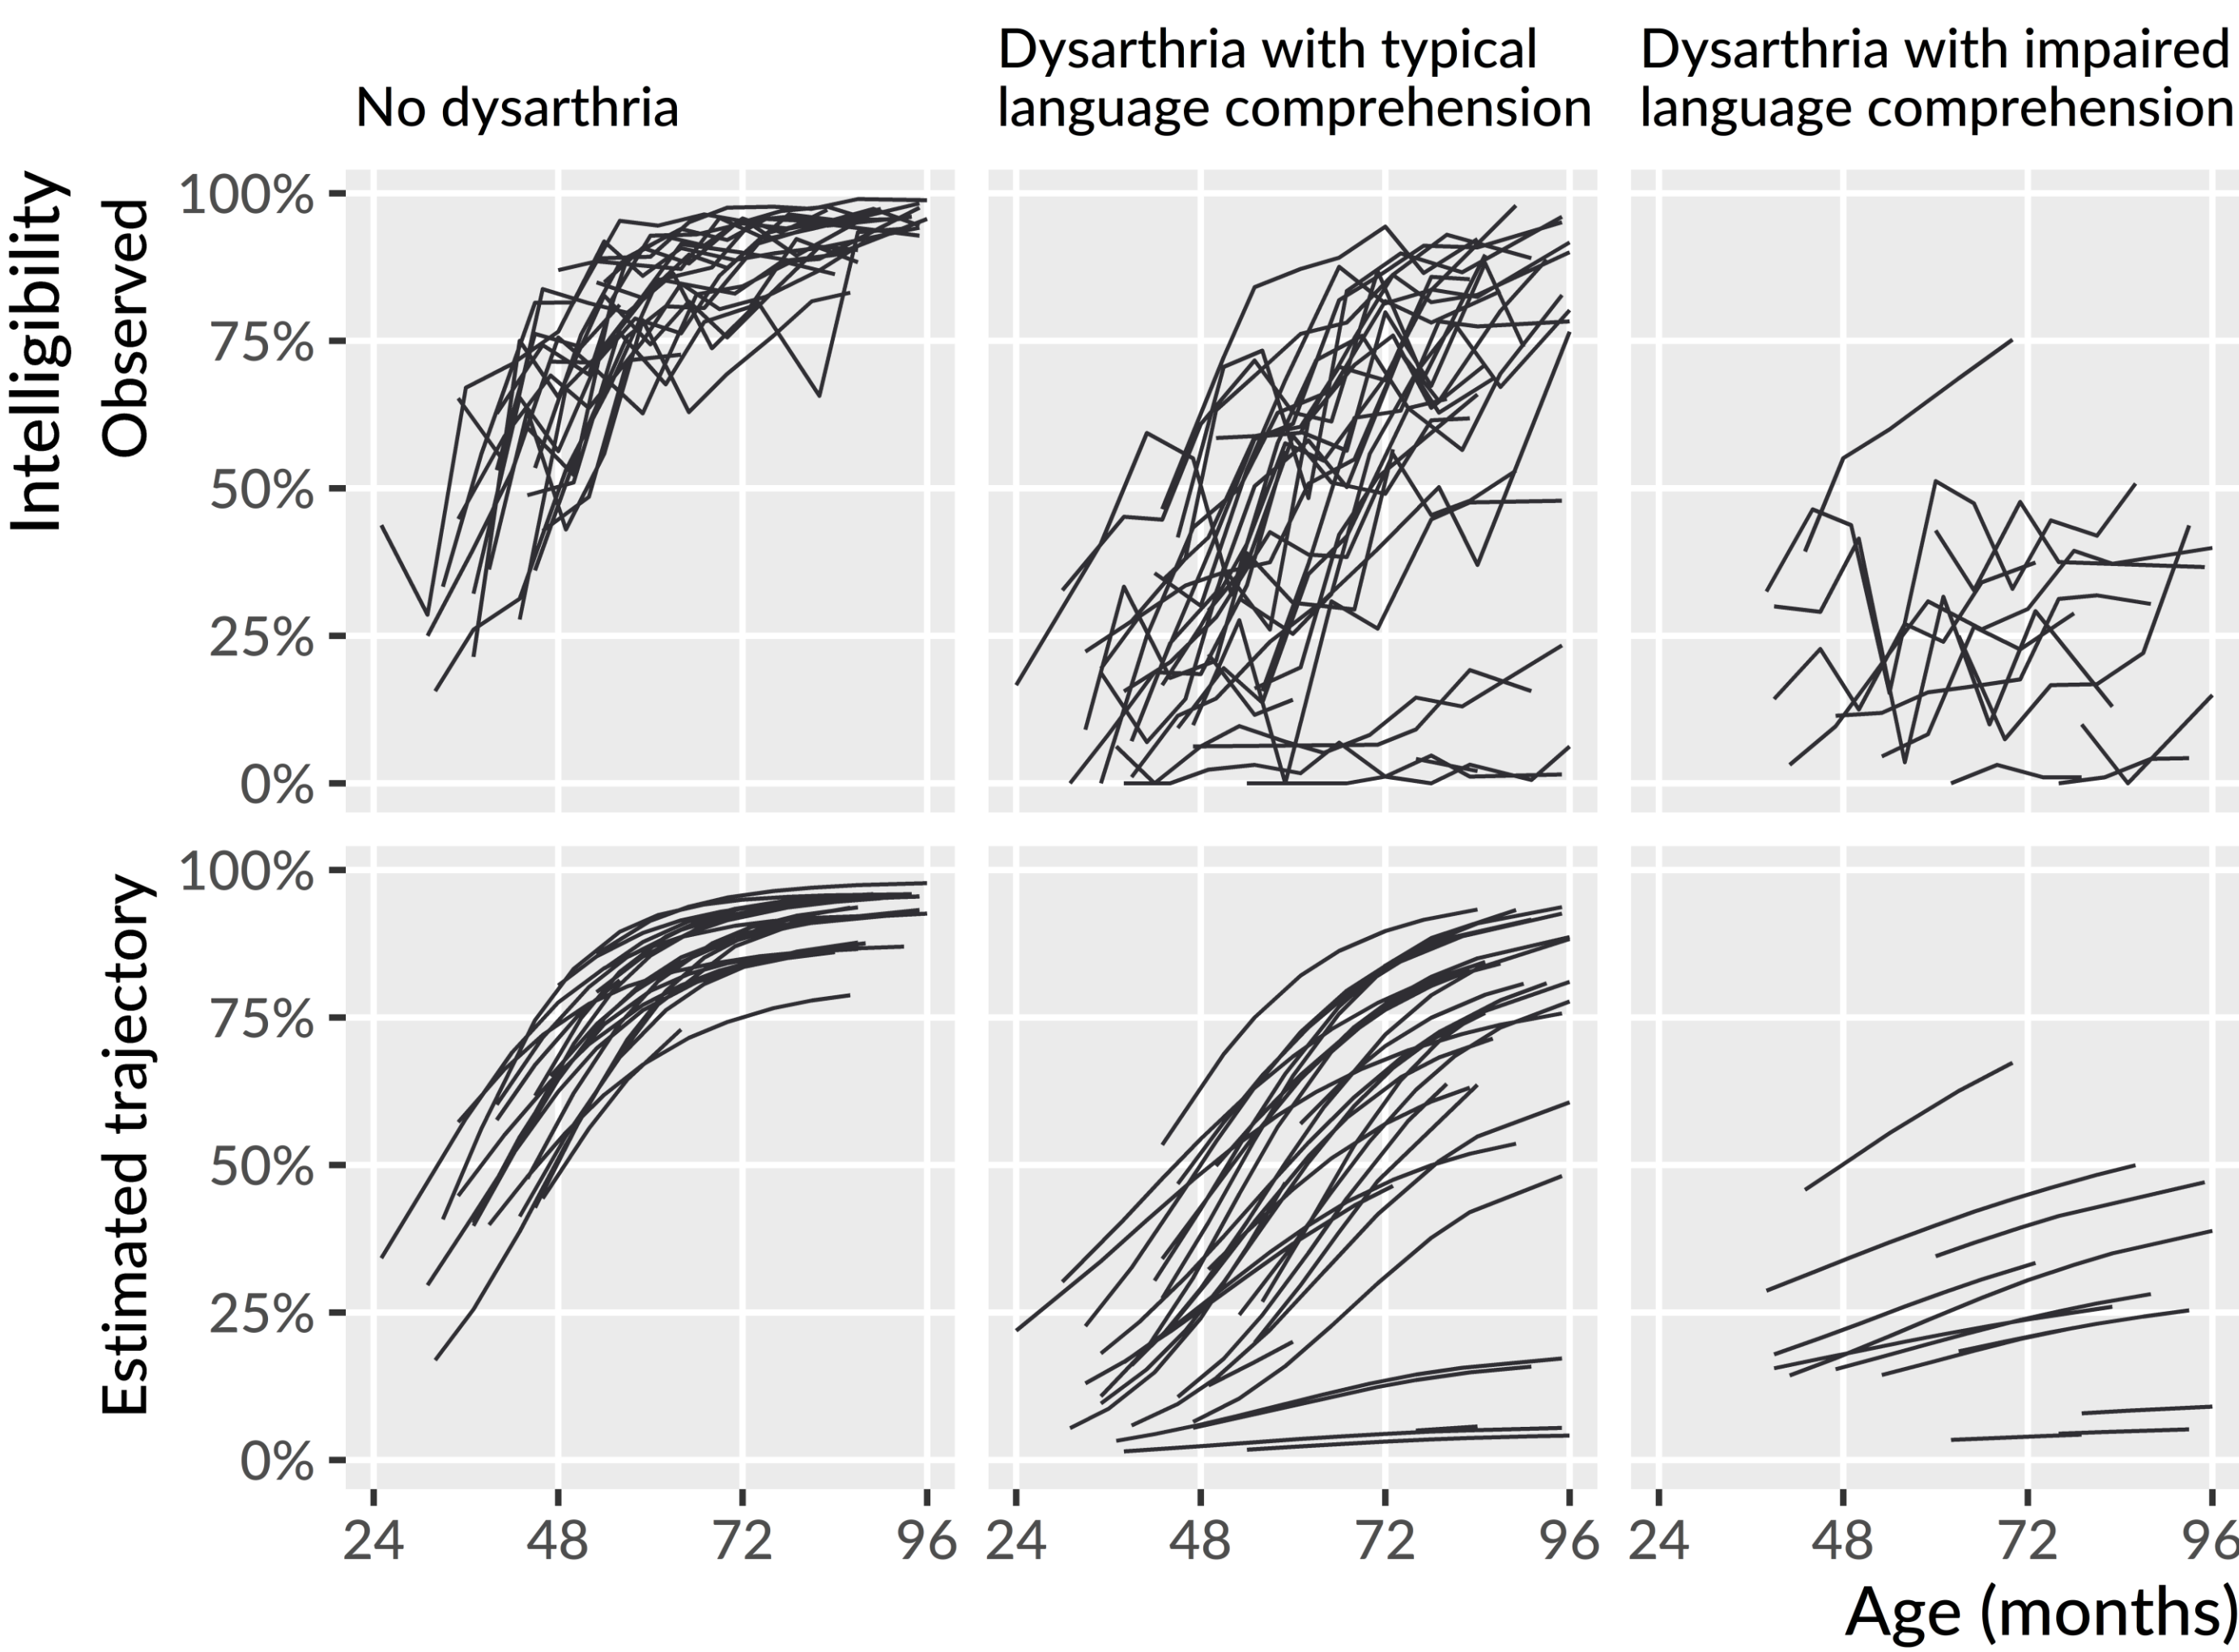 No dysarthria
Dysarthria with typical
language comprehension
Dysarthria with impaired
language comprehension
Intelligibility
Observed
100%
75%
50%
25%
0%
Estimated trajectory
100%
75%
50%
25%
0%
24 48 72 96
24 48 72 96
24 48 72 96
Age (months)